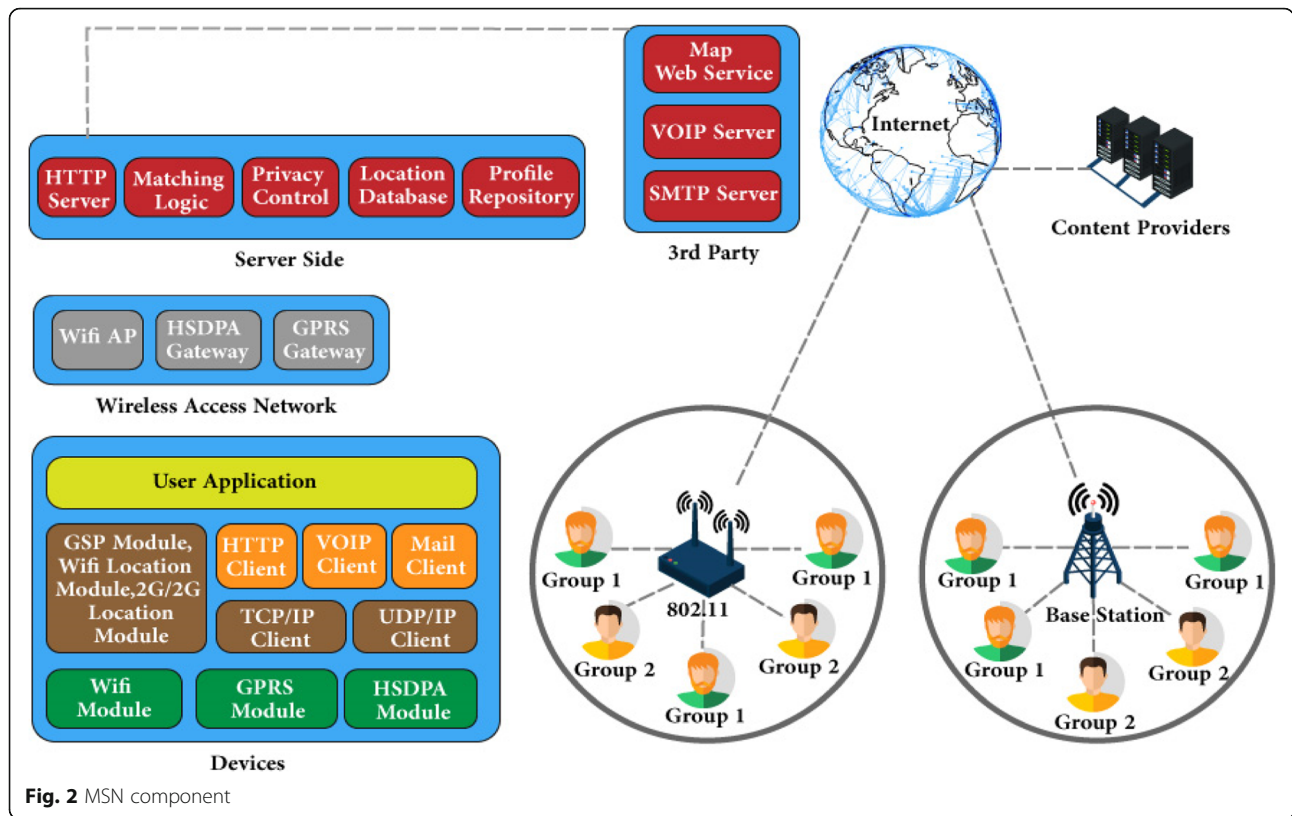 Map
Web Service
VOIP Server
SMTP Server
3rd Party
Internet
Content Providers
HTTP
Server
Matching
Logic
Privacy
Control
Location
Database
Profile
Repository
Server Side
Wifi AP
HSDPA
Gateway
GPRS
Gateway
Wireless Access Network
User Application
GSP Module,
Wifi Location
Module,2G/2G
Location
Module
HTTP
Client
VOIP
Client
Mail
Client
TCP/IP
Client
UDP/IP
Client
Wifi
Module
GPRS
Module
HSDPA
Module
Devices
Group 1
Group 1
802.11
Group 2
Group 2
Group 1
Group 1
Group 1
Base Station
Group 1
Group 2
Group 2
Fig. 2 MSN component